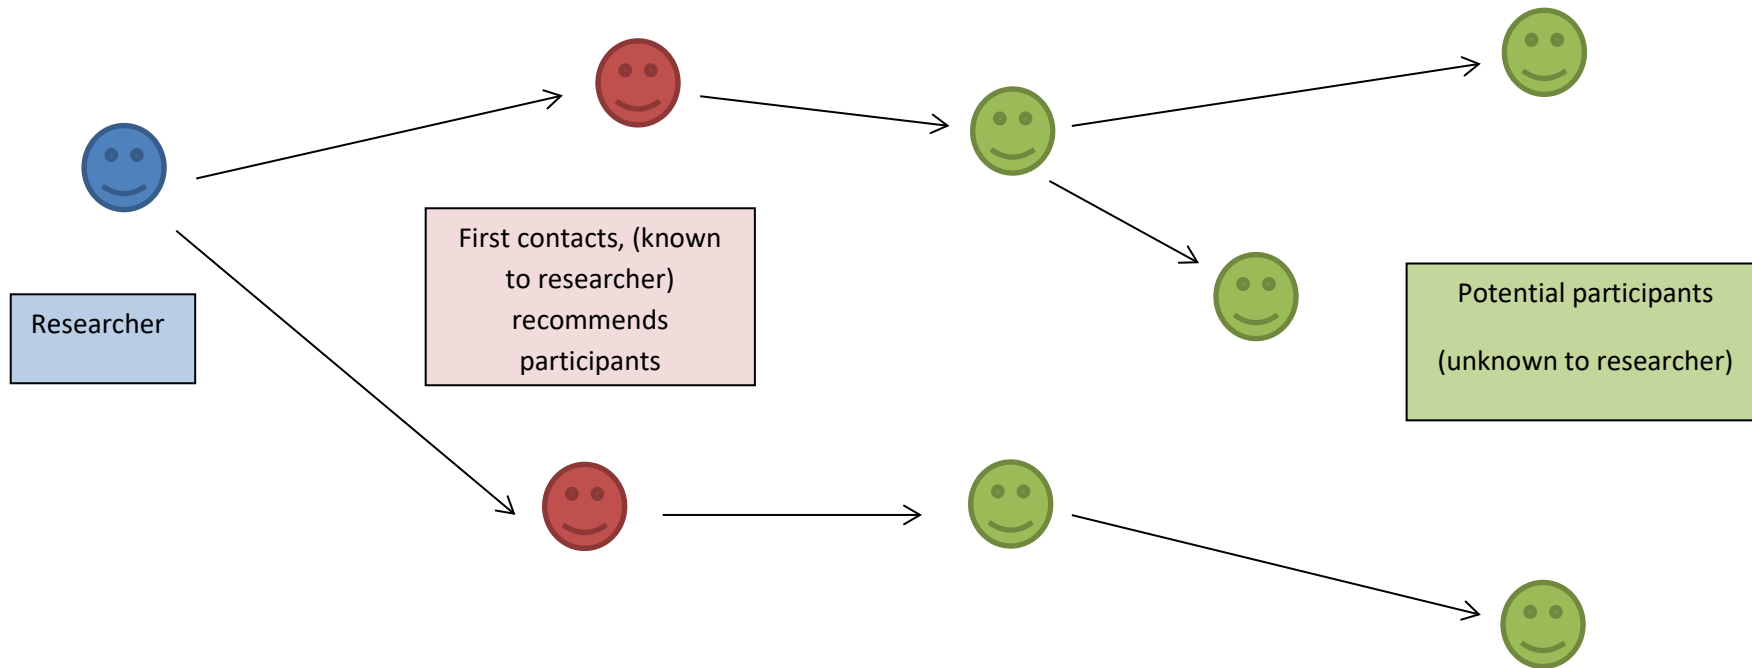 Researcher
First contacts, (known
to researcher)
recommends
participants
Potential participants
(unknown to researcher)